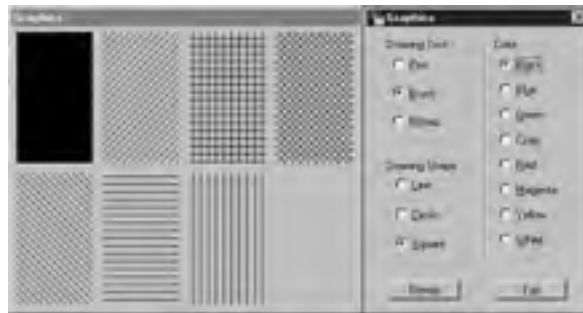 Graphics
Graphics
Drawing Tool
Color
Pen
Black
Brush
Blue
Bitmap
Green
Cyan
Red
Drawing Shape
Magenta
Line
Yellow
Circle
White
Square
Exit